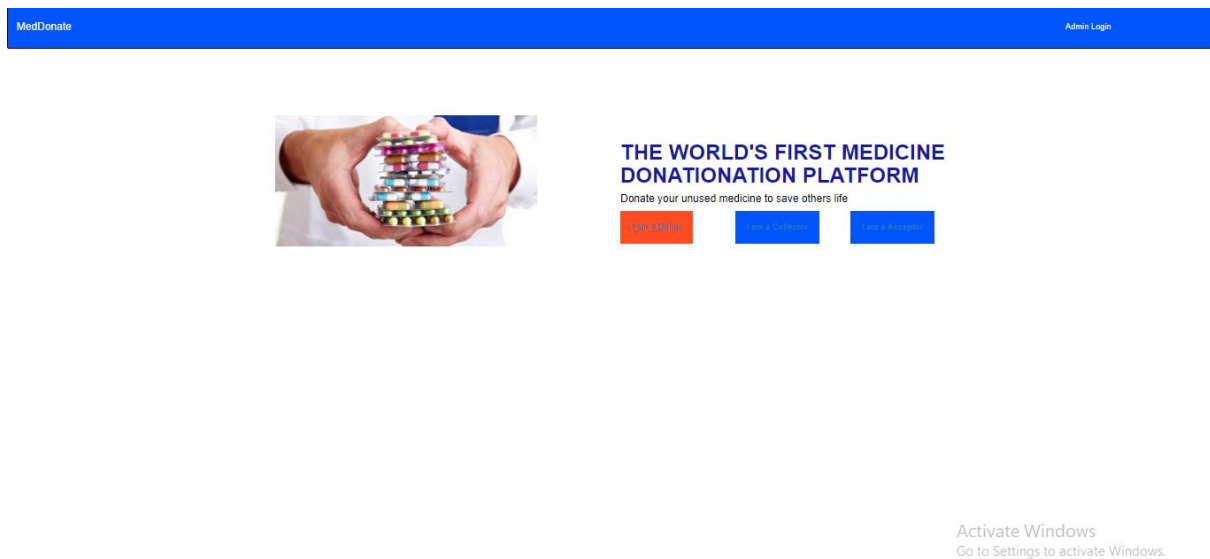 MedDonate
Admin Login
THE WORLD'S FIRST MEDICINE
DONATIONATION PLATFORM
Donate your unused medicine to save others life
I am a Donor
I am a Collector
I am a Acceptor
Activate Windows
Go to Settings to activate Windows.